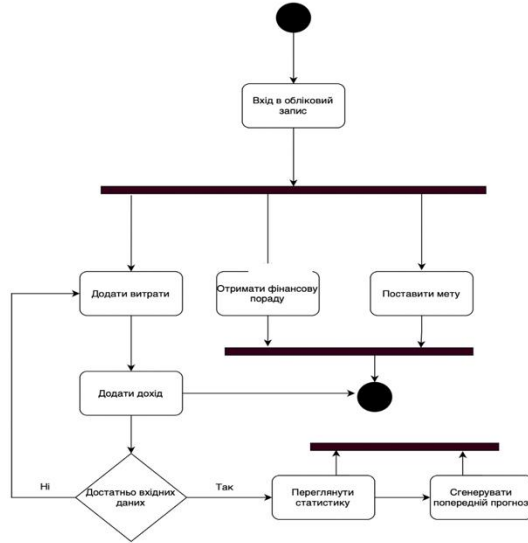 Вхід в обліковий
запис
Додати витрати
Отримати фінансову
пораду
Поставити мету
Додати дохід
Ні
Достатньо вхідних
даних
Так
Переглянути
статистику
Сгенерувати
попередній прогноз